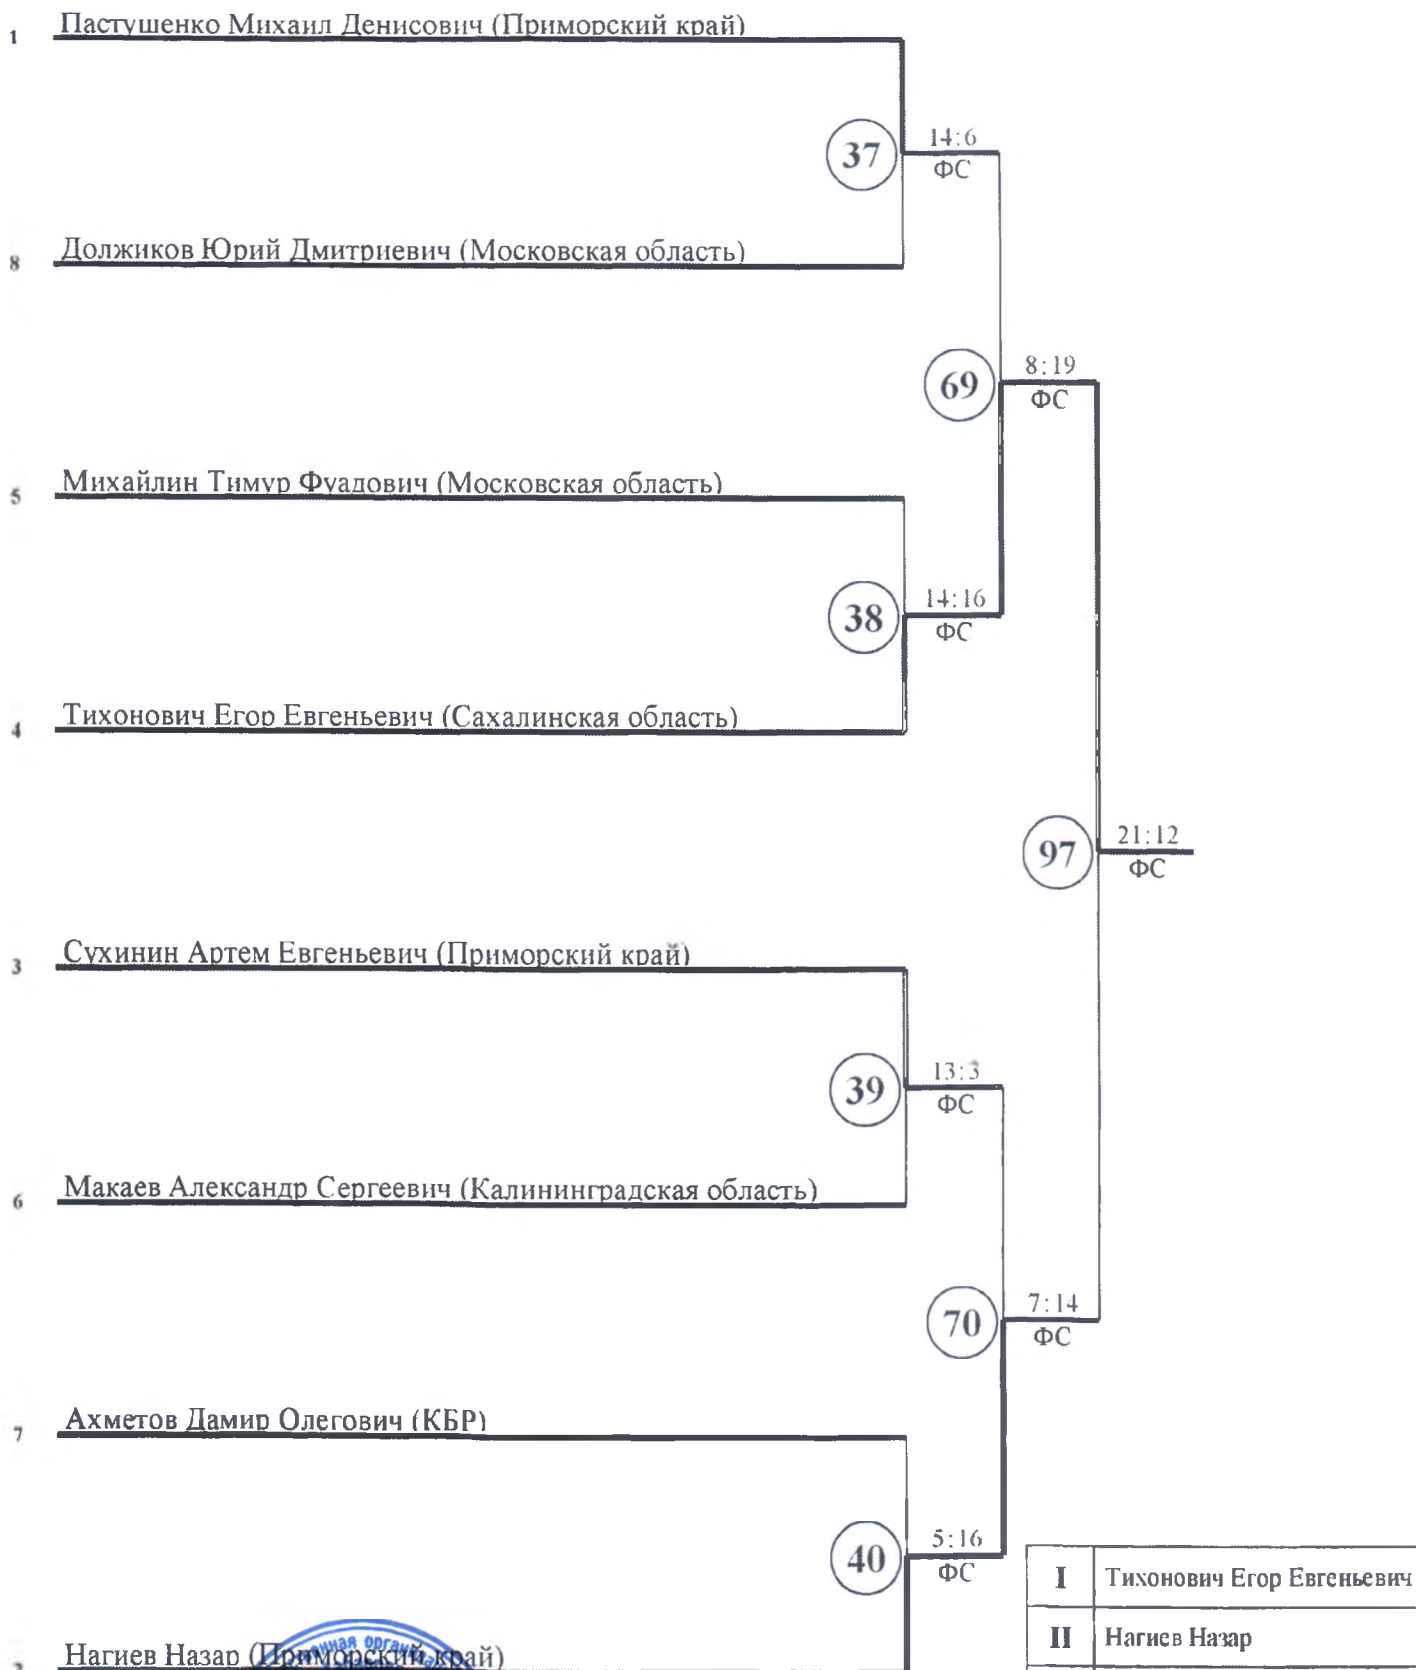 1 Пастушенко Михаил Денисович (Приморский край)
37
14:6
ФС
8 Должиков Юрий Дмитриевич (Московская область)
69
8:19
ФС
5 Михайлин Тимур Фуадович (Московская область)
38
14:16
ФС
4 Тихонович Егор Евгеньевич (Сахалинская область)
97
21:12
ФС
3 Сухинин Артем Евгеньевич (Приморский край)
39
13:3
ФС
6 Макаев Александр Сергеевич (Калининградская область)
70
7:14
ФС
7 Ахметов Дамир Олегович (КБР)
40
5:16
ФС
I Тихонович Егор Евгеньевич
II Нагиев Назар
2 Нагиев Назар (Приморский край)